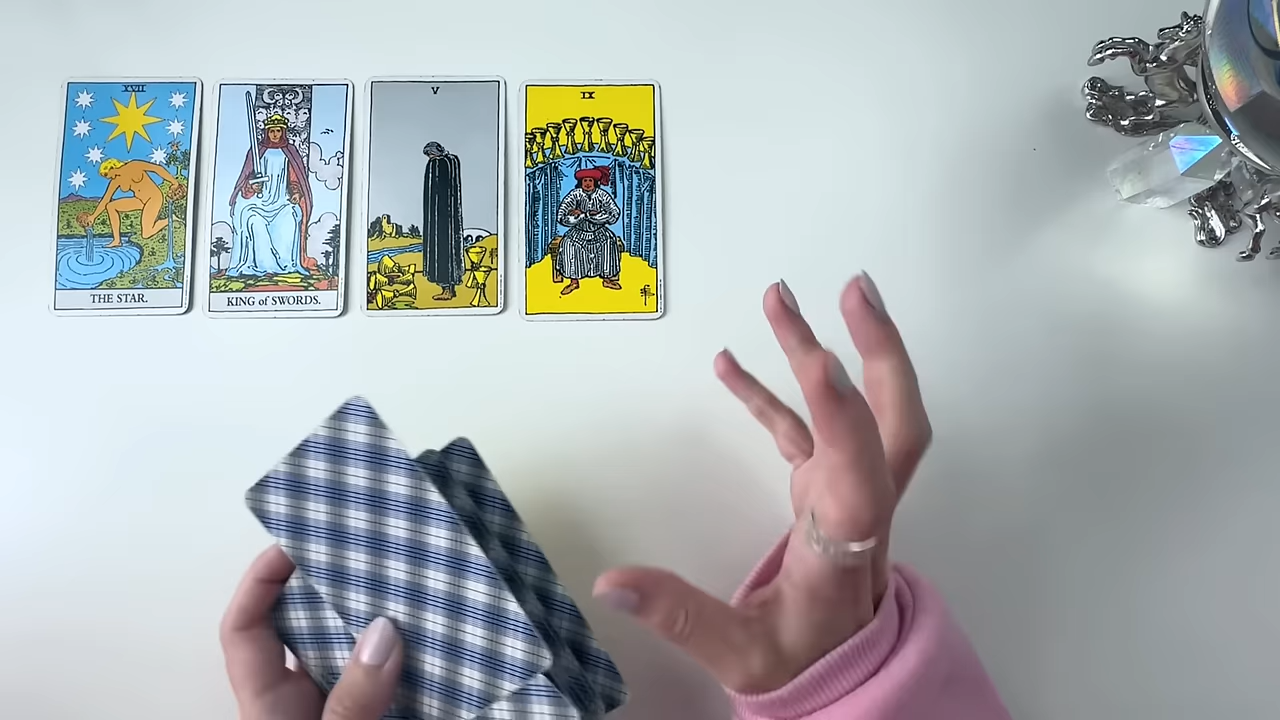 XVII
THE STAR.
KING of SWORDS.
V
IX